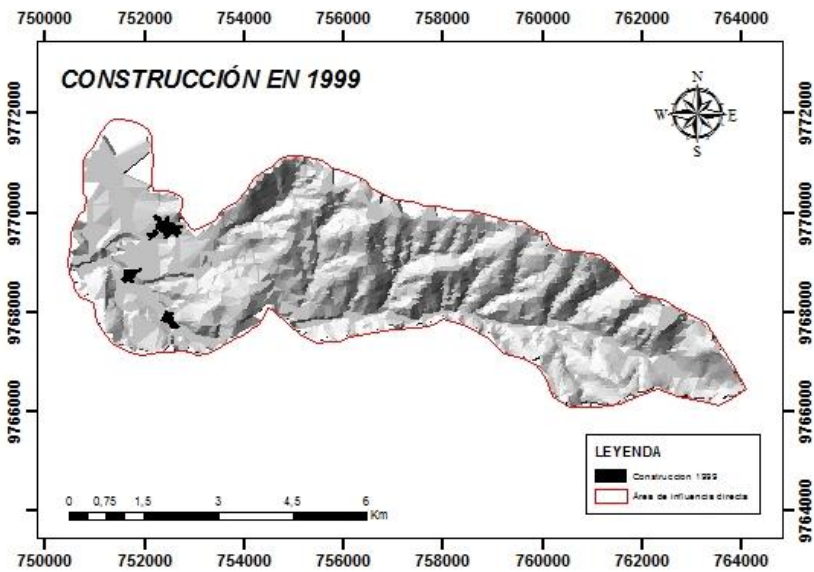 750000 752000 754000 756000 758000 760000 762000 764000
CONSTRUCCIÓN EN 1999
N
W E
S
9772000 9772000
9770000 9770000
9768000 9768000
9766000 9766000
9764000 9764000
LEYENDA
Construccion 1999
Área de influencia directa
0 0,75 1,5 3 4,5 6
Km
750000 752000 754000 756000 758000 760000 762000 764000